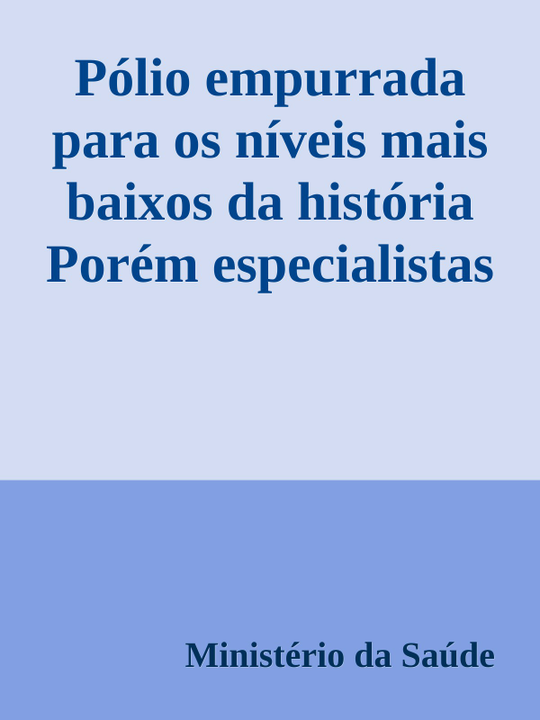 Pólio empurrada
para os níveis mais
baixos da história
Porém especialistas
Ministério da Saúde